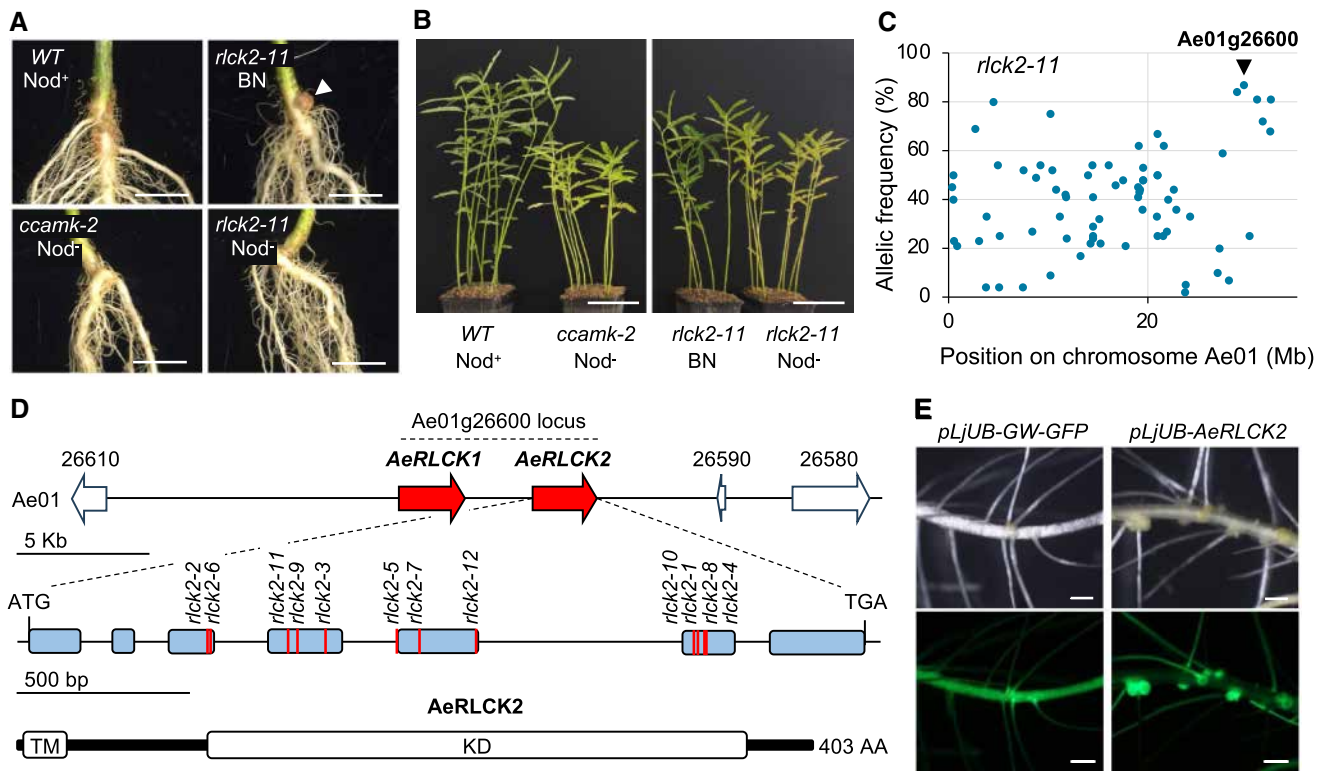 A
WT
Nod+
rlck2-11
BN
ccamk-2
Nod-
rlck2-11
Nod-
B
WT
Nod+
ccamk-2
Nod-
rlck2-11
BN
rlck2-11
Nod-
C
Ae01g26600
rlck2-11
Allelic frequency (%)
100
80
60
40
20
0
0
20
Position on chromosome Ae01 (Mb)
D
Ae01g26600 locus
26610
AeRLCK1
AeRLCK2
26590
26580
Ae01
5 Kb
ATG
rlck2-2
rlck2-6
rlck2-11
rlck2-9
rlck2-3
rlck2-5
rlck2-7
rlck2-12
rlck2-10
rlck2-1
rlck2-8
rlck2-4
TGA
500 bp
AeRLCK2
TM
KD
403 AA
E
pLjUB-GW-GFP
pLjUB-AeRLCK2